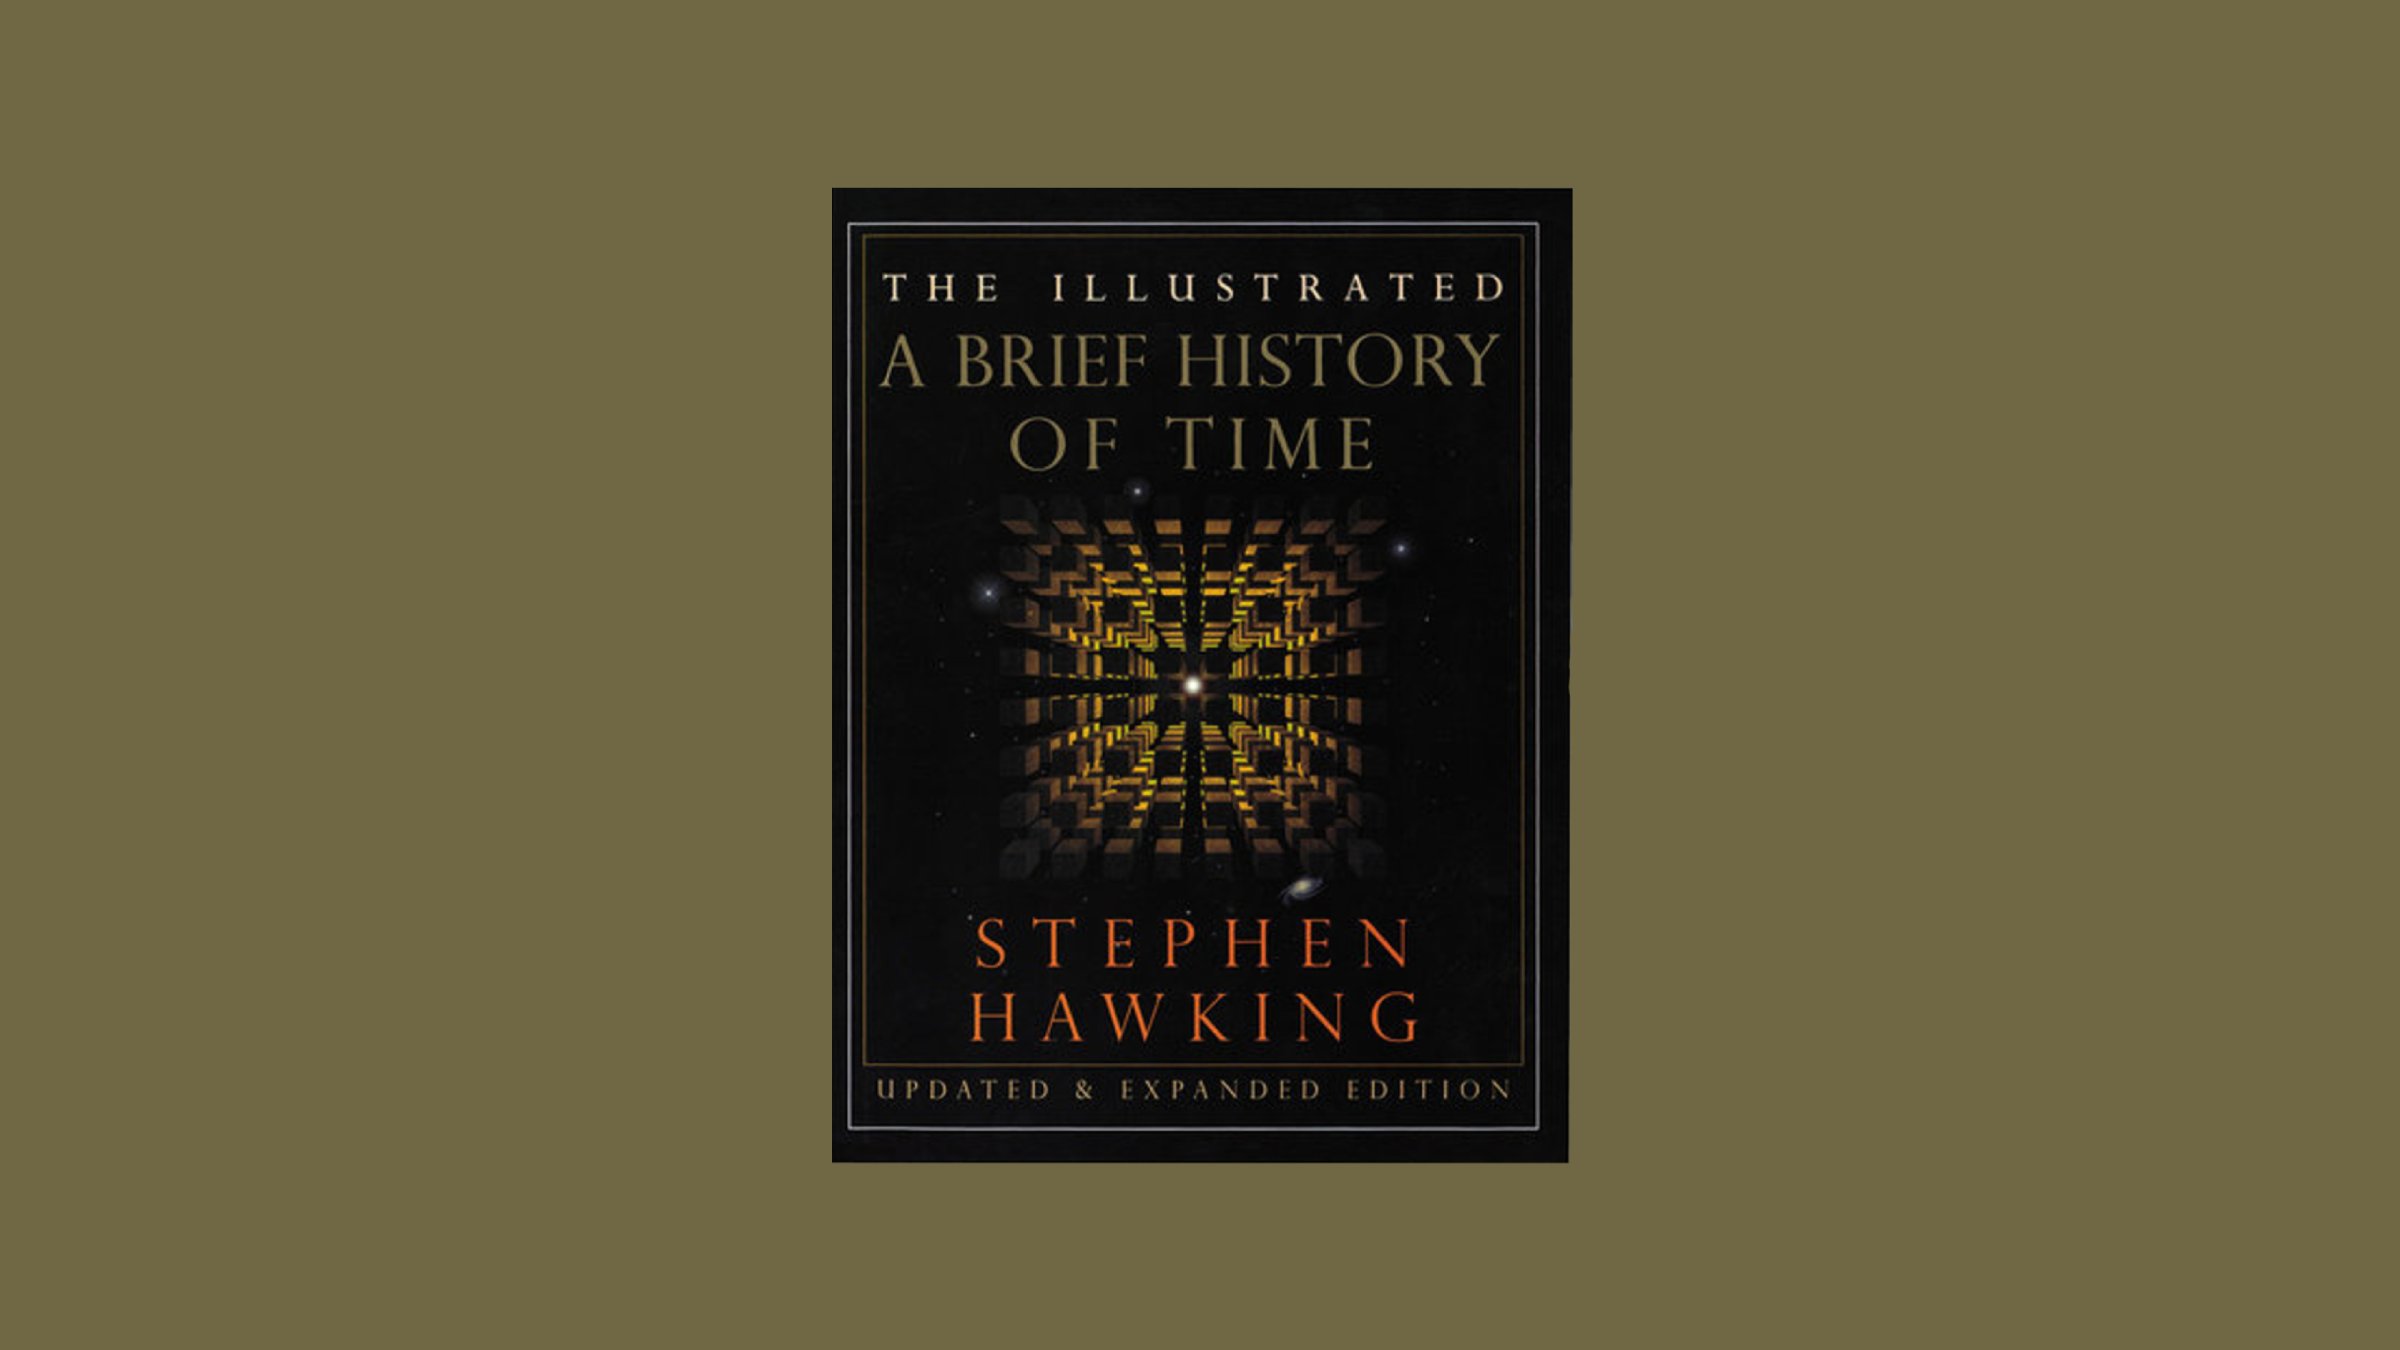 THE ILLUSTRATED
A BRIEF HISTORY
OF TIME
STEPHEN
HAWKING
UPDATED & EXPANDED EDITION